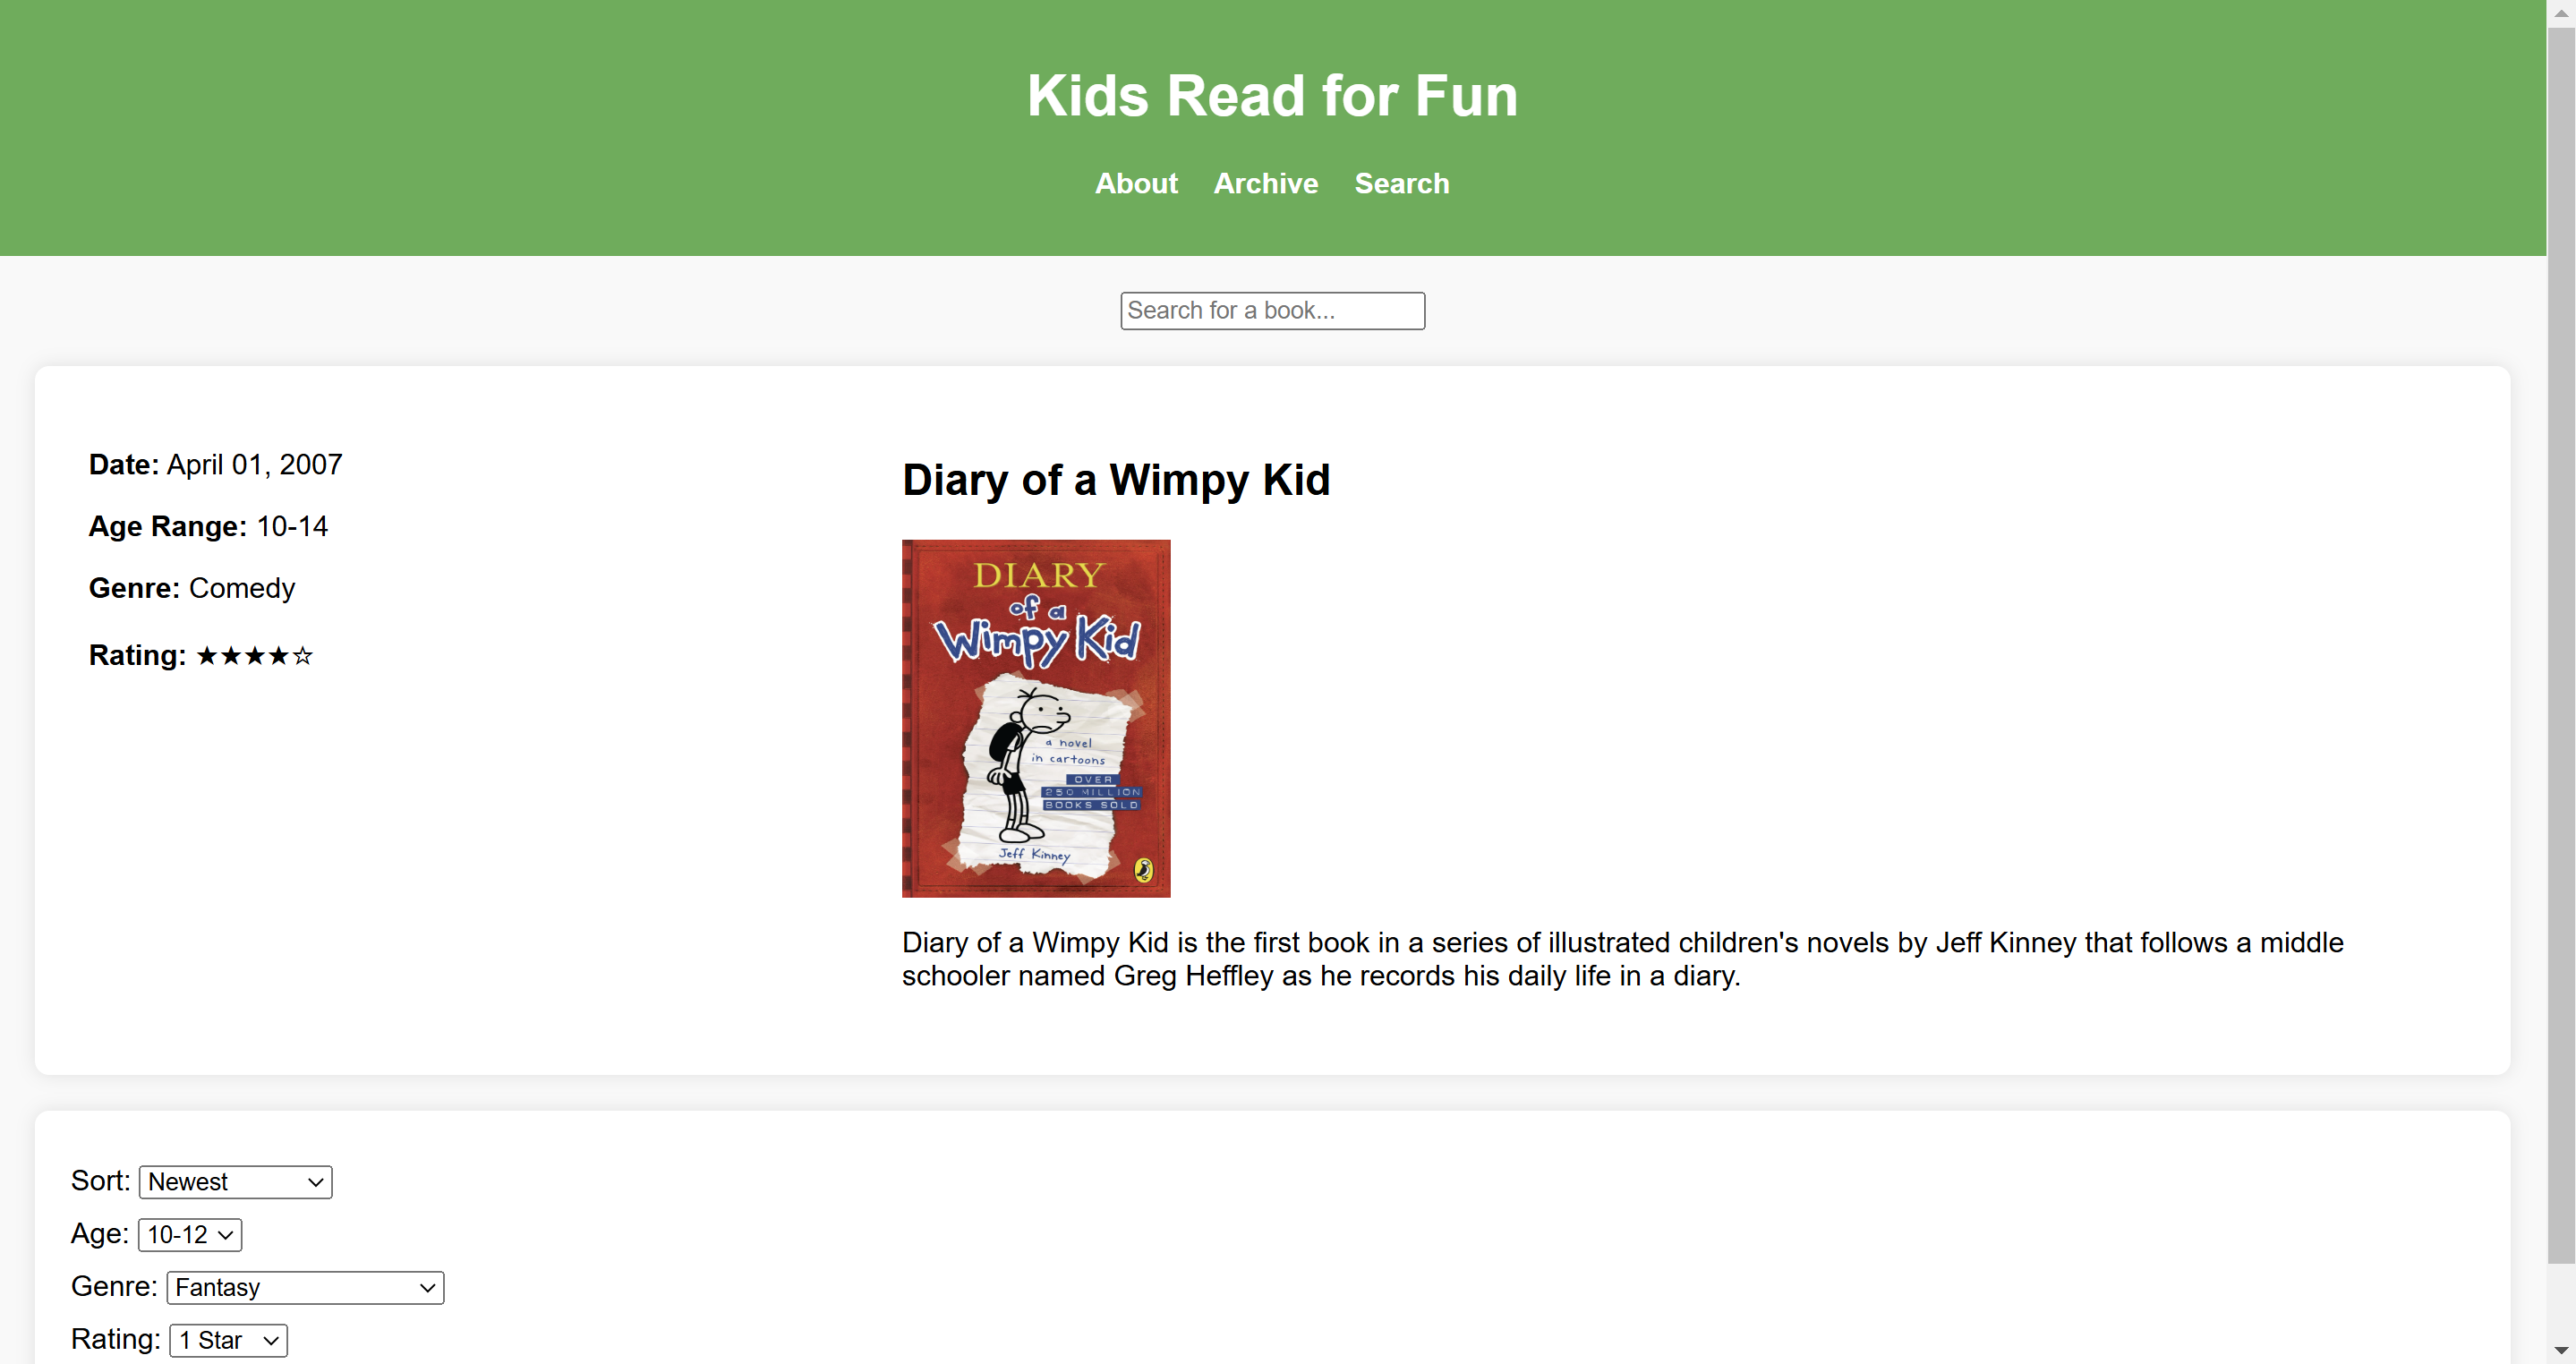 Kids Read for Fun
About Archive Search
Search for a book...
Date: April 01, 2007
Age Range: 10-14
Genre: Comedy
Rating: ★★★★☆
Diary of a Wimpy Kid
DIARY
of a
Wimpy Kid
a novel
in cartoons
OVER
250 MILLION
BOOKS SOLD
Jeff Kinney
Diary of a Wimpy Kid is the first book in a series of illustrated children's novels by Jeff Kinney that follows a middle
schooler named Greg Heffley as he records his daily life in a diary.
Sort: Newest
Age: 10-12
Genre: Fantasy
Rating: 1 Star